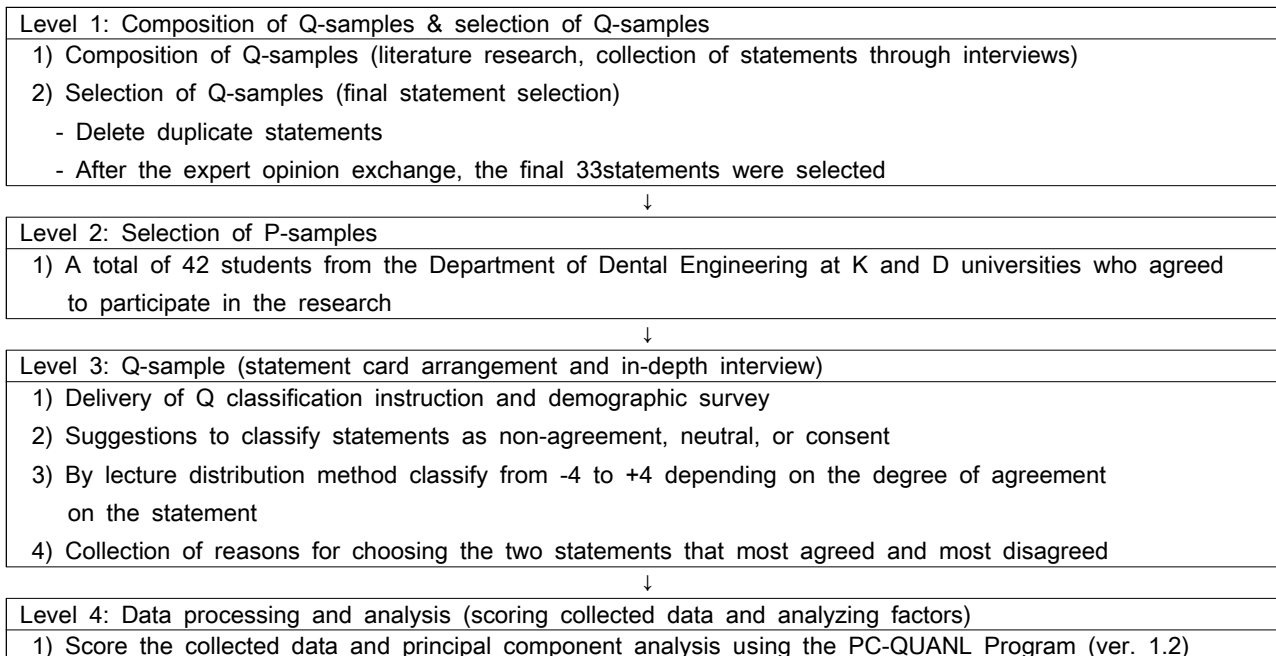 Level 1: Composition of Q-samples & selection of Q-samples
1) Composition of Q-samples (literature research, collection of statements through interviews)
2) Selection of Q-samples (final statement selection)
- Delete duplicate statements
- After the expert opinion exchange, the final 33statements were selected
↓
Level 2: Selection of P-samples
1) A total of 42 students from the Department of Dental Engineering at K and D universities who agreed
to participate in the research
↓
Level 3: Q-sample (statement card arrangement and in-depth interview)
1) Delivery of Q classification instruction and demographic survey
2) Suggestions to classify statements as non-agreement, neutral, or consent
3) By lecture distribution method classify from -4 to +4 depending on the degree of agreement
on the statement
4) Collection of reasons for choosing the two statements that most agreed and most disagreed
↓
Level 4: Data processing and analysis (scoring collected data and analyzing factors)
1) Score the collected data and principal component analysis using the PC-QUANL Program (ver. 1.2)